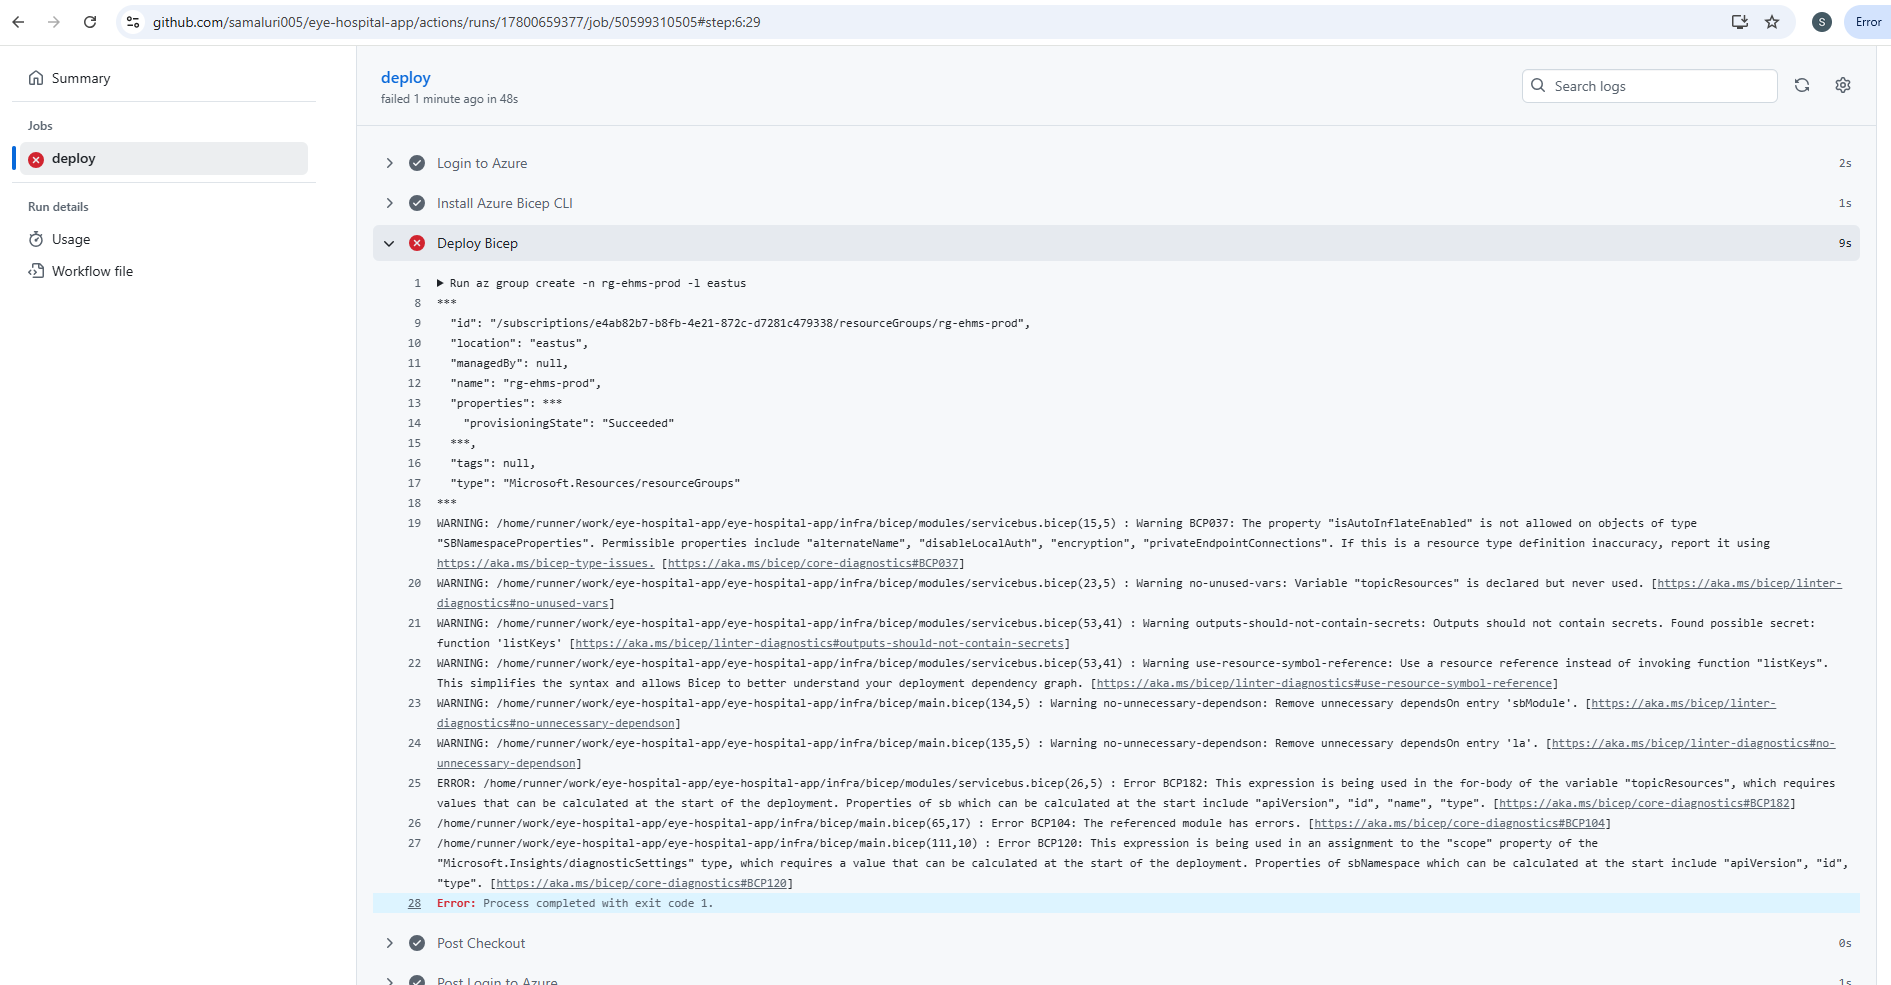 github.com/samaluri005/eye-hospital-app/actions/runs/17800659377/job/50599310505#step:6:29
S
Error
Summary
Jobs
deploy
Run details
Usage
Workflow file
deploy
failed 1 minute ago in 48s
Search logs
Login to Azure
2s
Install Azure Bicep CLI
1s
Deploy Bicep
9s
1 Run az group create -n rg-ehms-prod -l eastus
8 ***
9 "id": "/subscriptions/e4ab82b7-b8fb-4e21-872c-d7281c479338/resourceGroups/rg-ehms-prod",
10 "location": "eastus",
11 "managedBy": null,
12 "name": "rg-ehms-prod",
13 "properties": ***
14 "provisioningState": "Succeeded"
15 ***,
16 "tags": null,
17 "type": "Microsoft.Resources/resourceGroups"
18 ***
19 WARNING: /home/runner/work/eye-hospital-app/eye-hospital-app/infra/bicep/modules/servicebus.bicep(15,5) : Warning BCP037: The property "isAutoInflateEnabled" is not allowed on objects of type
"SBNamespaceProperties". Permissible properties include "alternateName", "disableLocalAuth", "encryption", "privateEndpointConnections". If this is a resource type definition inaccuracy, report it using
https://aka.ms/bicep-type-issues. [https://aka.ms/bicep/core-diagnostics#BCP037]
20 WARNING: /home/runner/work/eye-hospital-app/eye-hospital-app/infra/bicep/modules/servicebus.bicep(23,5) : Warning no-unused-vars: Variable "topicResources" is declared but never used. [https://aka.ms/bicep/linter-
diagnostics#no-unused-vars]
21 WARNING: /home/runner/work/eye-hospital-app/eye-hospital-app/infra/bicep/modules/servicebus.bicep(53,41) : Warning outputs-should-not-contain-secrets: Outputs should not contain secrets. Found possible secret:
function 'listKeys' [https://aka.ms/bicep/linter-diagnostics#outputs-should-not-contain-secrets]
22 WARNING: /home/runner/work/eye-hospital-app/eye-hospital-app/infra/bicep/modules/servicebus.bicep(53,41) : Warning use-resource-symbol-reference: Use a resource reference instead of invoking function "listKeys".
This simplifies the syntax and allows Bicep to better understand your deployment dependency graph. [https://aka.ms/bicep/linter-diagnostics#use-resource-symbol-reference]
23 WARNING: /home/runner/work/eye-hospital-app/eye-hospital-app/infra/bicep/main.bicep(134,5) : Warning no-unnecessary-dependson: Remove unnecessary dependsOn entry 'sbModule'. [https://aka.ms/bicep/linter-
diagnostics#no-unnecessary-dependson]
24 WARNING: /home/runner/work/eye-hospital-app/eye-hospital-app/infra/bicep/main.bicep(135,5) : Warning no-unnecessary-dependson: Remove unnecessary dependsOn entry 'la'. [https://aka.ms/bicep/linter-diagnostics#no-
unnecessary-dependson]
25 ERROR: /home/runner/work/eye-hospital-app/eye-hospital-app/infra/bicep/modules/servicebus.bicep(26,5) : Error BCP182: This expression is being used in the for-body of the variable "topicResources", which requires
values that can be calculated at the start of the deployment. Properties of sb which can be calculated at the start include "apiVersion", "id", "name", "type". [https://aka.ms/bicep/core-diagnostics#BCP182]
26 /home/runner/work/eye-hospital-app/eye-hospital-app/infra/bicep/main.bicep(65,17) : Error BCP104: The referenced module has errors. [https://aka.ms/bicep/core-diagnostics#BCP104]
27 /home/runner/work/eye-hospital-app/eye-hospital-app/infra/bicep/main.bicep(111,10) : Error BCP120: This expression is being used in an assignment to the "scope" property of the
"Microsoft.Insights/diagnosticSettings" type, which requires a value that can be calculated at the start of the deployment. Properties of sbNamespace which can be calculated at the start include "apiVersion", "id",
"type". [https://aka.ms/bicep/core-diagnostics#BCP120]
28 Error: Process completed with exit code 1.
Post Checkout
0s
Post Login to Azure
1s